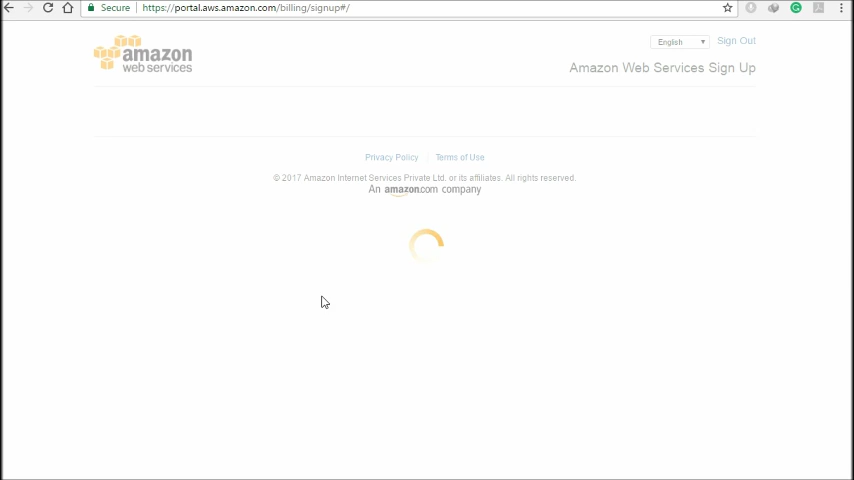 Secure https://portal.aws.amazon.com/billing/signup#/
English
Sign Out
amazon
web services
Amazon Web Services Sign Up
Privacy Policy
Terms of Use
© 2017 Amazon Internet Services Private Ltd. or its affiliates. All rights reserved.
An amazon.com company